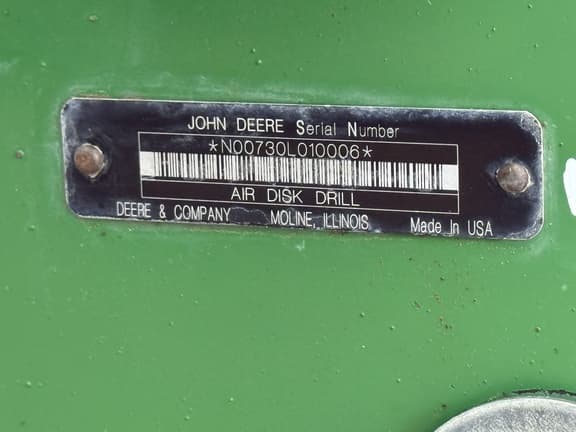 JOHN DEERE Serial Number
*N00730L010006*
AIR DISK DRILL
DEERE & COMPANY MOLINE, ILLINOIS Made In USA